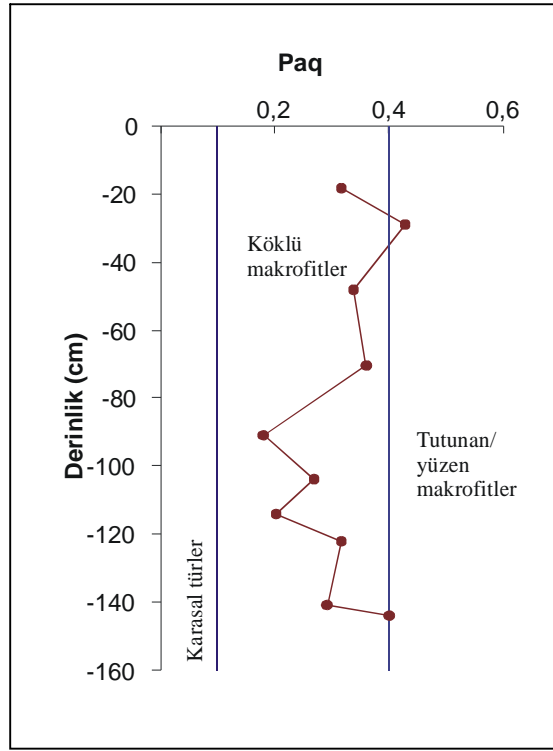 Paq
0,2 0,4 0,6
0
-20
-40
-60
-80
-100
-120
-140
-160
Derinlik (cm)
Köklü
makrofitler
Tutunan/
yüzen
makrofitler
Karasal türler